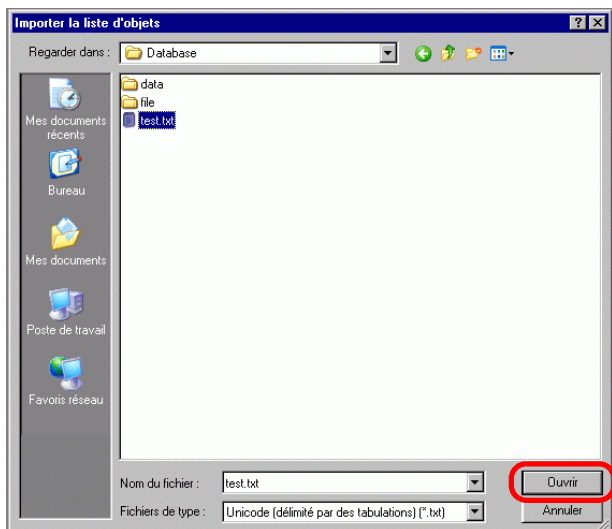 Importer la liste d'objets
Regarder dans :
Database
data
file
test.txt
Mes documents
récents
Bureau
Mes documents
Poste de travail
Favoris réseau
Nom du fichier :
test.txt
Ouvrir
Fichiers de type :
Unicode (délimité par des tabulations) (*.txt)
Annuler